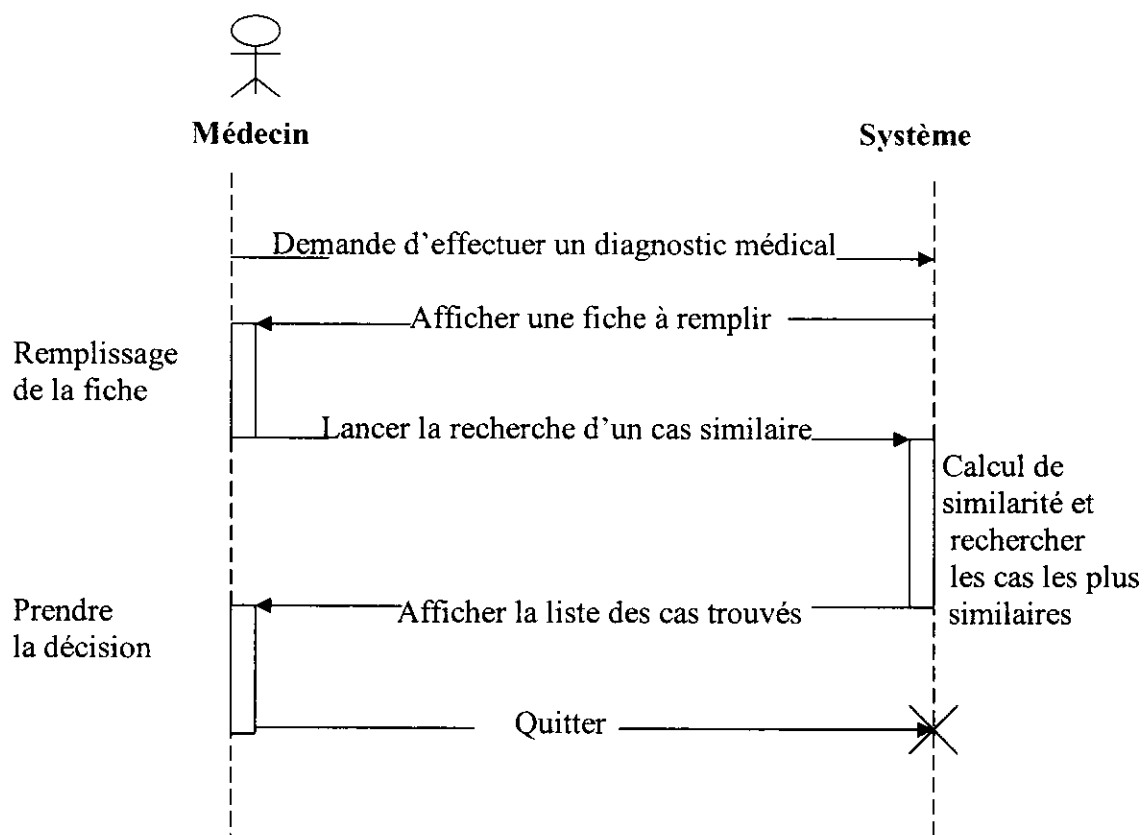 Médecin
Système
Demande d'effectuer un diagnostic médical
Afficher une fiche à remplir
Remplissage
de la fiche
Lancer la recherche d'un cas similaire
Calcul de
similarité et
rechercher
les cas les plus
similaires
Prendre
la décision
Afficher la liste des cas trouvés
Quitter